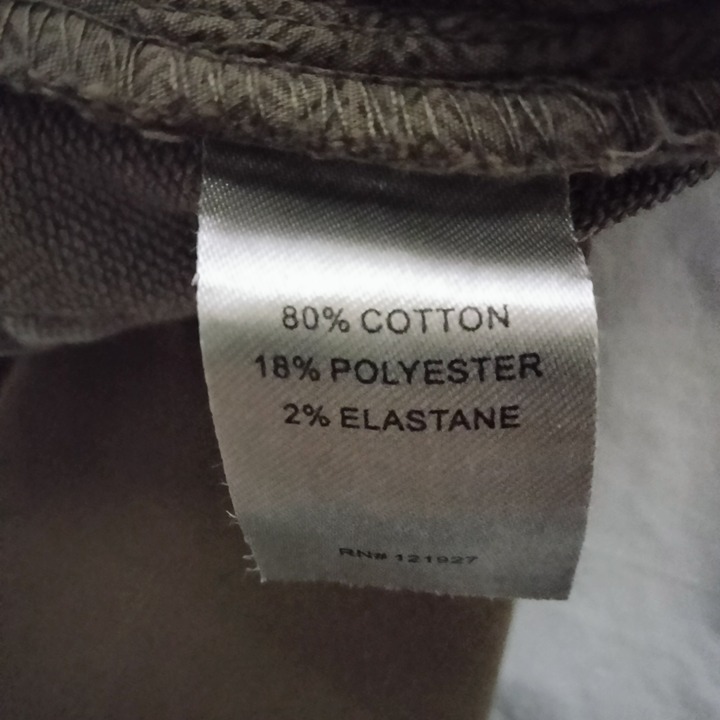 80% COTTON
18% POLYESTER
2% ELASTANE
RN# 121927